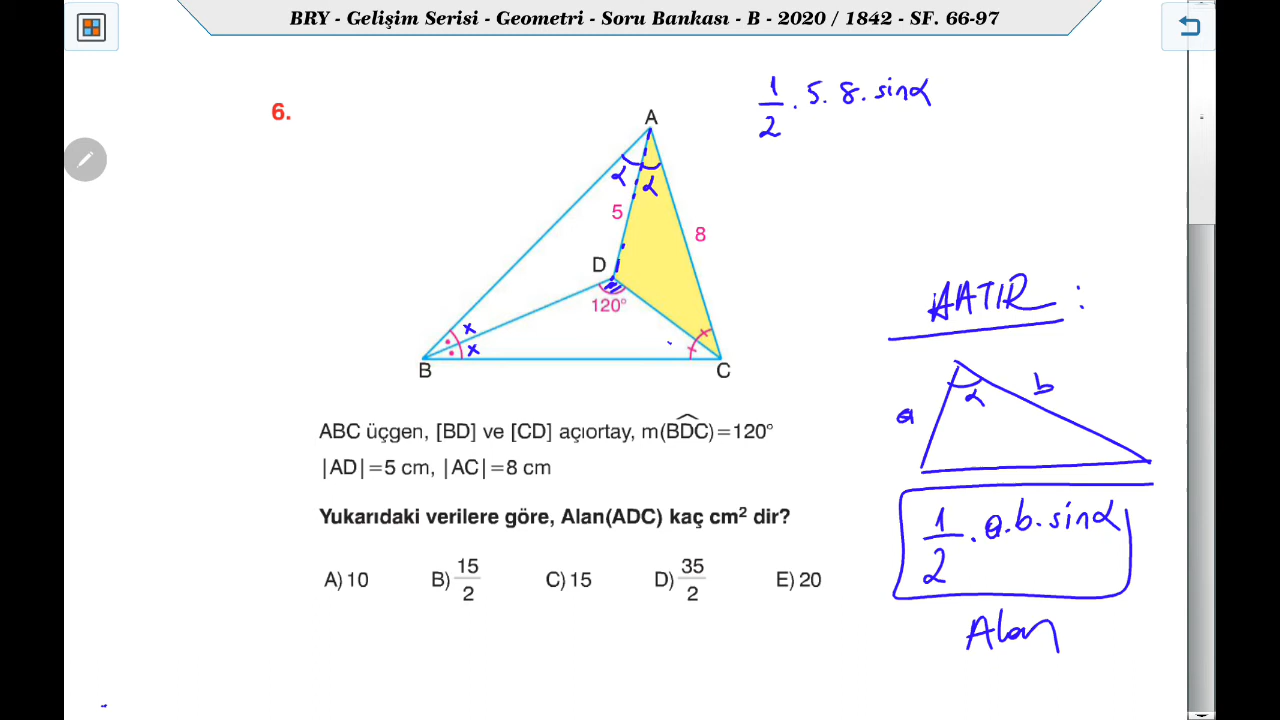 BRY - Gelişim Serisi - Geometri - Soru Bankası - B - 2020 / 1842 - SF. 66-97
1/2 . 5. 8. sinα
6.
A
α α
5
8
D
120°
x
x
B
C
HATIR :
a
α
b
ABC üçgen, [BD] ve [CD] açıortay, m(BDC)=120°
|AD|=5 cm, |AC|=8 cm
Yukarıdaki verilere göre, Alan(ADC) kaç cm² dir?
1/2 . a.b. sinα
A) 10 B) 15/2 C) 15 D) 35/2 E) 20
Alan